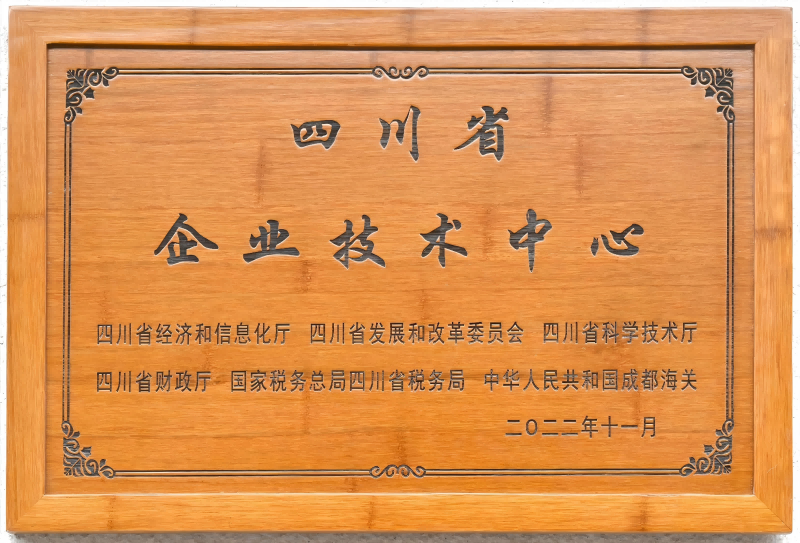 四川省
企业技术中心
四川省经济和信息化厅 四川省发展和改革委员会 四川省科学技术厅
四川省财政厅 国家税务总局四川省税务局 中华人民共和国成都海关
二〇二二年十一月